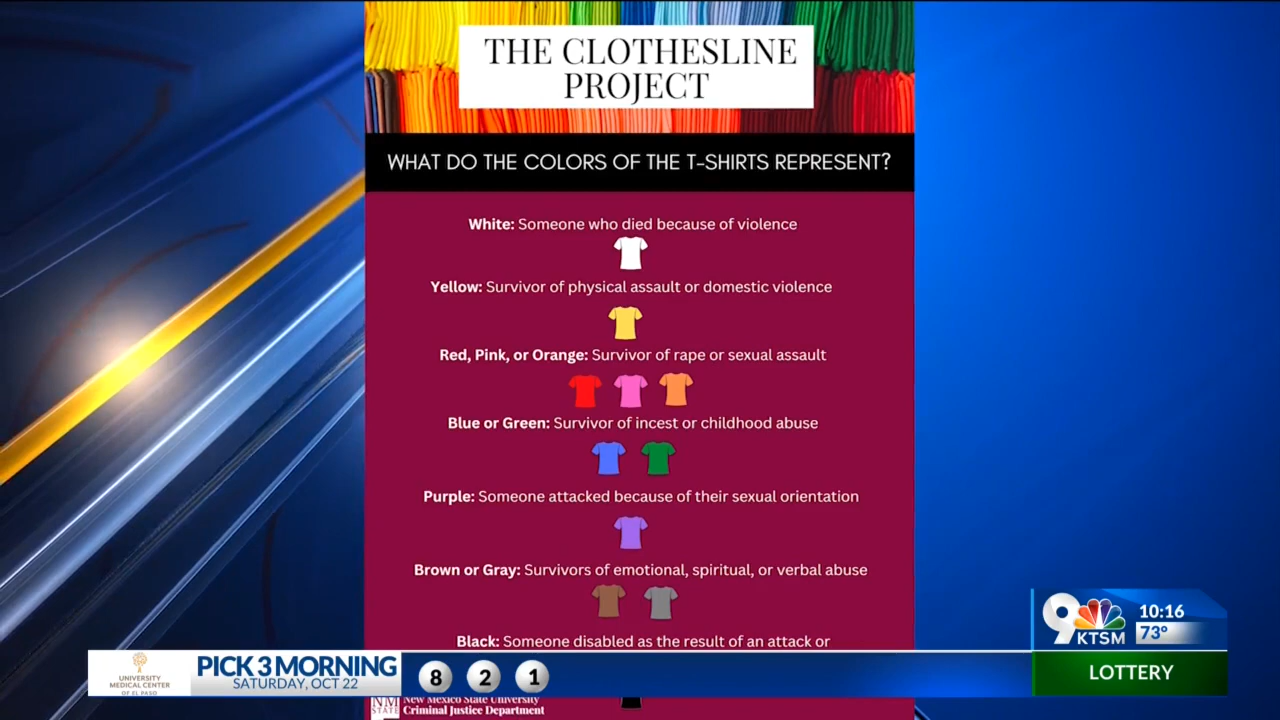 THE CLOTHESLINE
PROJECT
WHAT DO THE COLORS OF THE T-SHIRTS REPRESENT?
White: Someone who died because of violence
Yellow: Survivor of physical assault or domestic violence
Red, Pink, or Orange: Survivor of rape or sexual assault
Blue or Green: Survivor of incest or childhood abuse
Purple: Someone attacked because of their sexual orientation
Brown or Gray: Survivors of emotional, spiritual, or verbal abuse
Black: Someone disabled as the result of an attack or
NM
STATE
New Mexico State University
Criminal Justice Department
UNIVERSITY
MEDICAL CENTER
OF EL PASO
PICK 3 MORNING
SATURDAY, OCT 22
8 2 1
9
KTSM
10:16
73°
LOTTERY